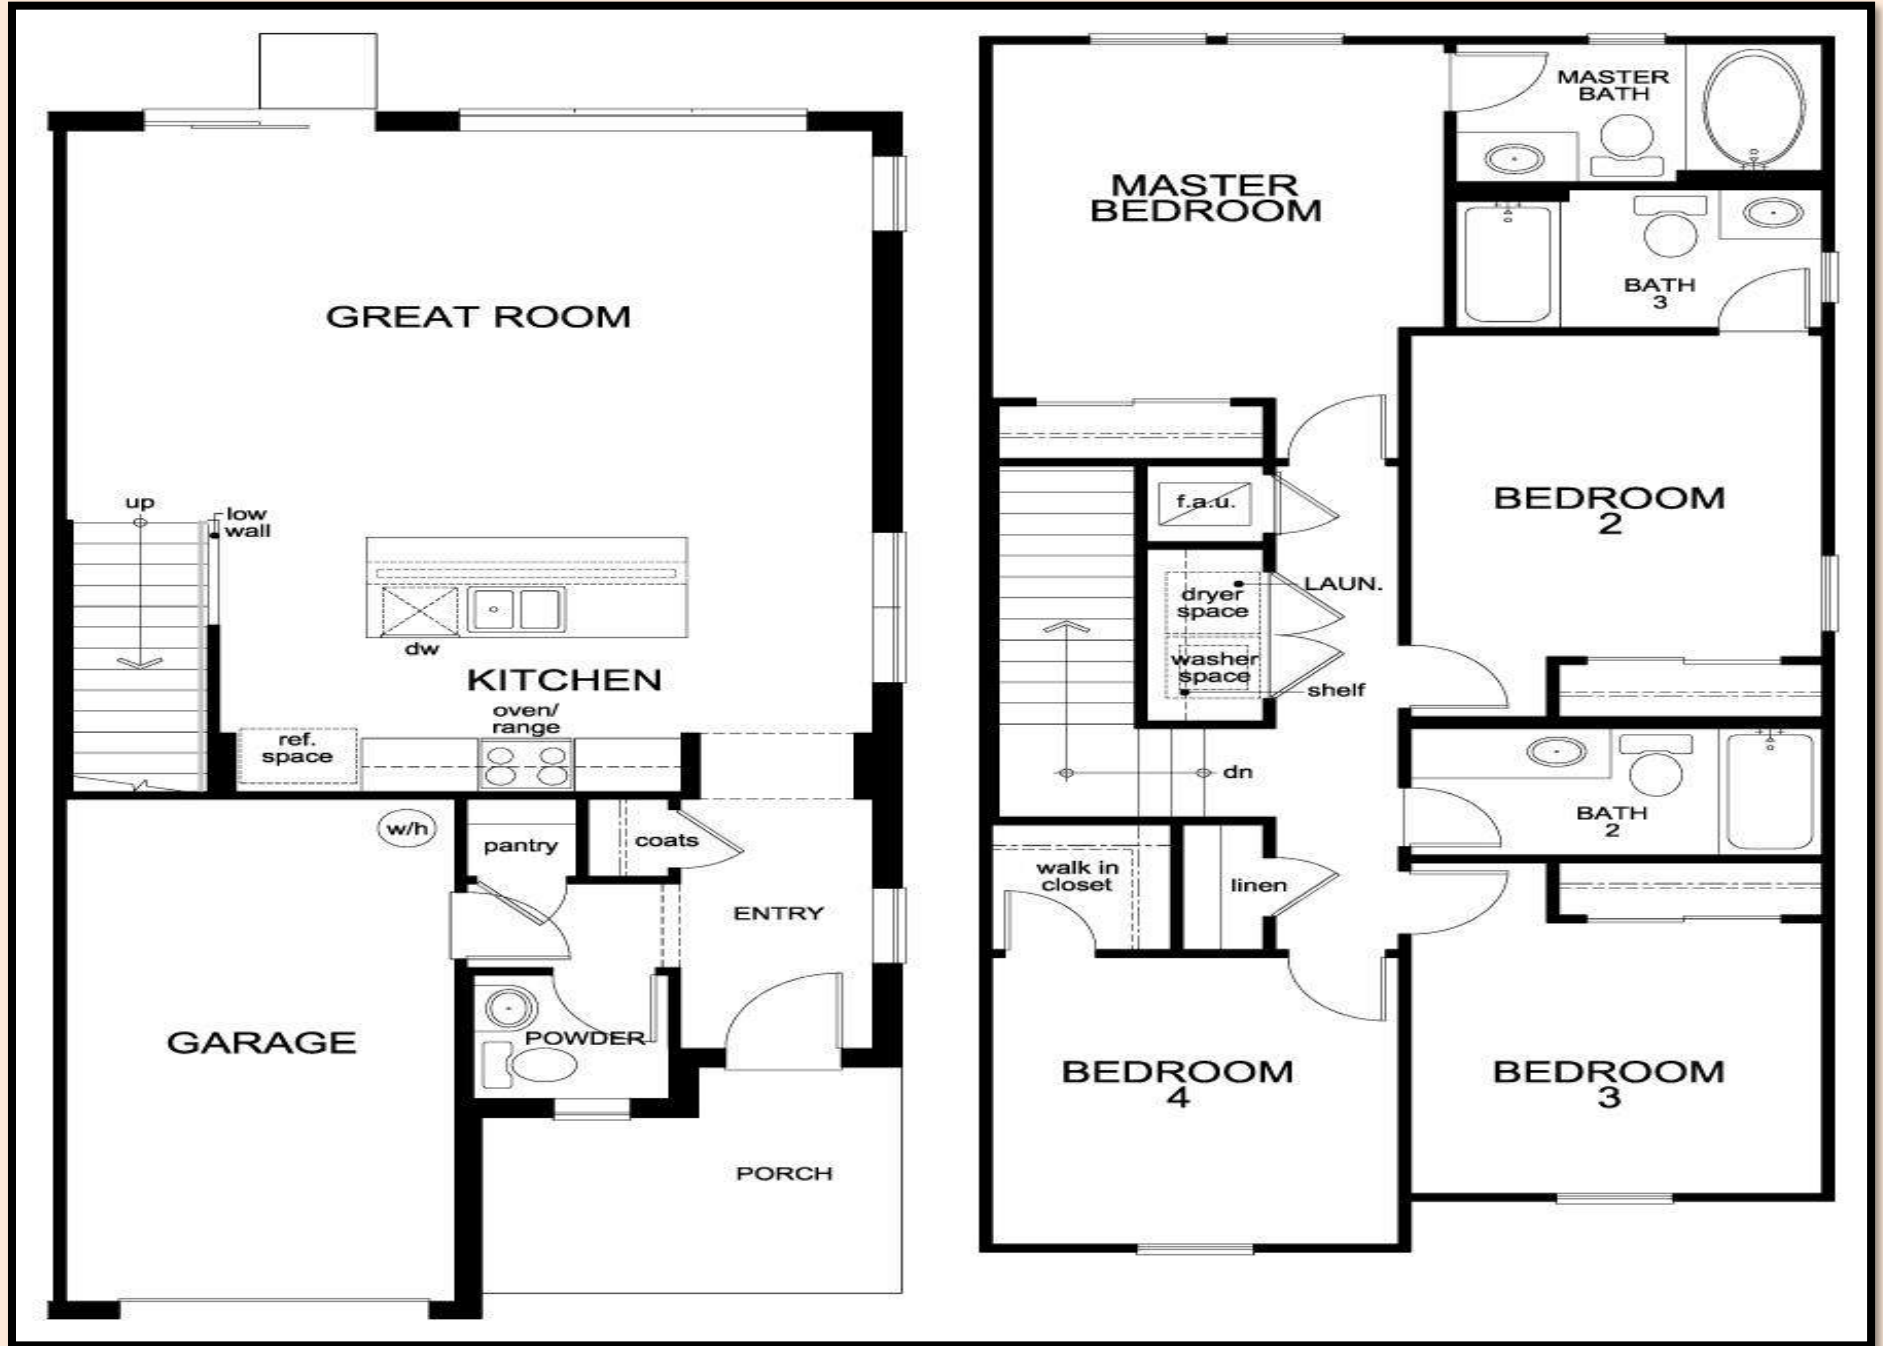 GREAT ROOM
up
low
wall
dw
KITCHEN
oven/
range
ref.
space
w/h
pantry
coats
ENTRY
GARAGE
POWDER
PORCH
MASTER
BATH
MASTER
BEDROOM
BATH
3
BEDROOM
2
f.a.u.
LAUN.
dryer
space
washer
space
shelf
dn
BATH
2
walk in
closet
linen
BEDROOM
4
BEDROOM
3